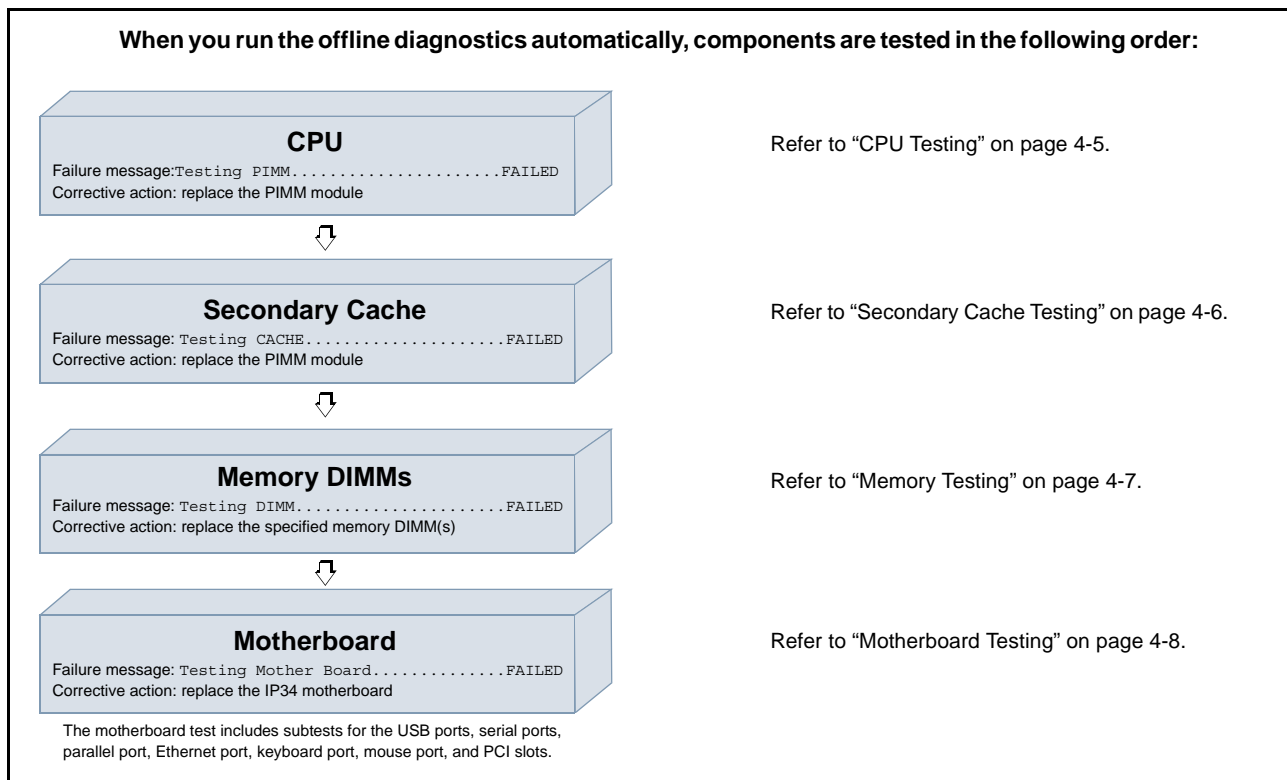 When you run the offline diagnostics automatically, components are tested in the following order:
CPU
Failure message:Testing PIMM......................FAILED
Corrective action: replace the PIMM module
Refer to “CPU Testing” on page 4-5.
Secondary Cache
Failure message: Testing CACHE.....................FAILED
Corrective action: replace the PIMM module
Refer to “Secondary Cache Testing” on page 4-6.
Memory DIMMs
Failure message: Testing DIMM......................FAILED
Corrective action: replace the specified memory DIMM(s)
Refer to “Memory Testing” on page 4-7.
Motherboard
Failure message: Testing Mother Board..............FAILED
Corrective action: replace the IP34 motherboard
Refer to “Motherboard Testing” on page 4-8.
The motherboard test includes subtests for the USB ports, serial ports,
parallel port, Ethernet port, keyboard port, mouse port, and PCI slots.